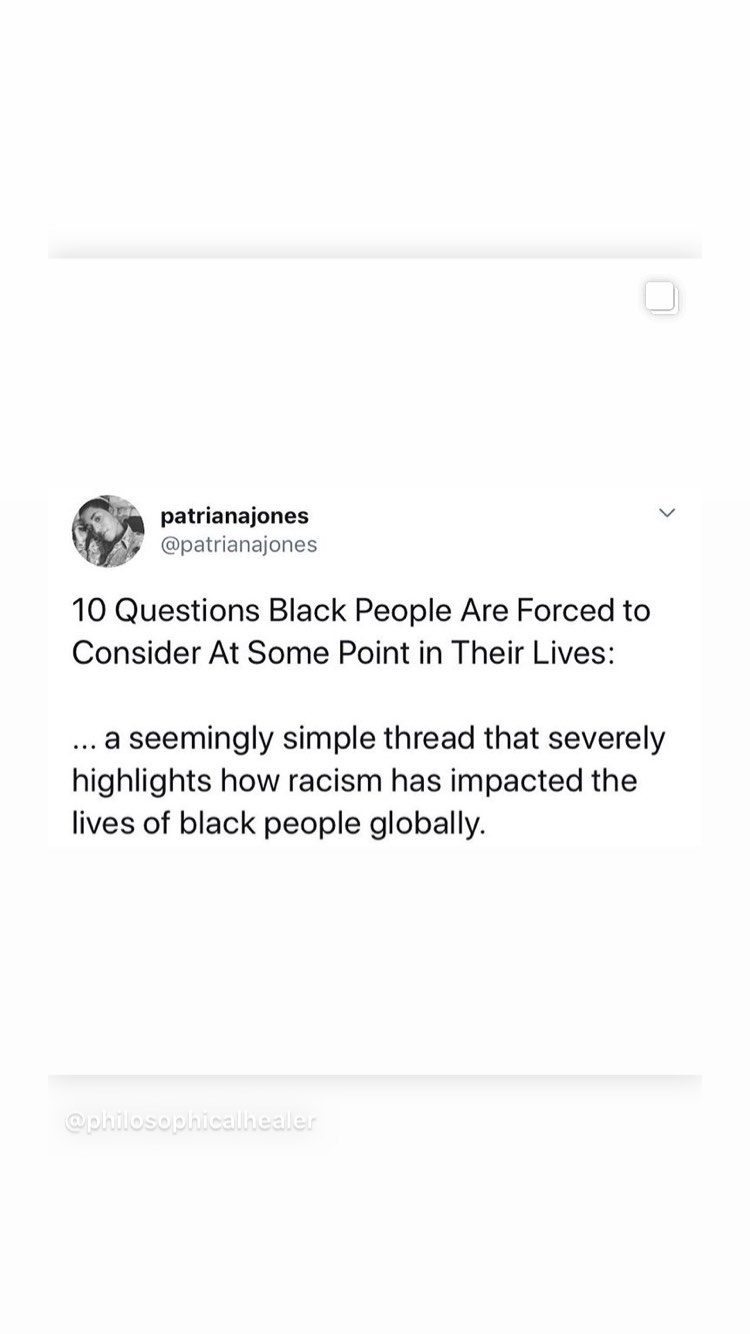 patrianajones
@patrianajones
10 Questions Black People Are Forced to
Consider At Some Point in Their Lives:
... a seemingly simple thread that severely
highlights how racism has impacted the
lives of black people globally.
@philosophicalhealer